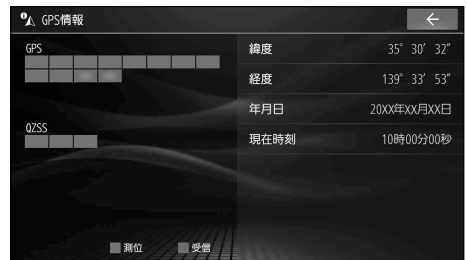 GPS情報
GPS
QZSS
測位 受信
緯度 35° 30′ 32″
経度 139° 33′ 53″
年月日 20XX年XX月XX日
現在時刻 10時00分00秒